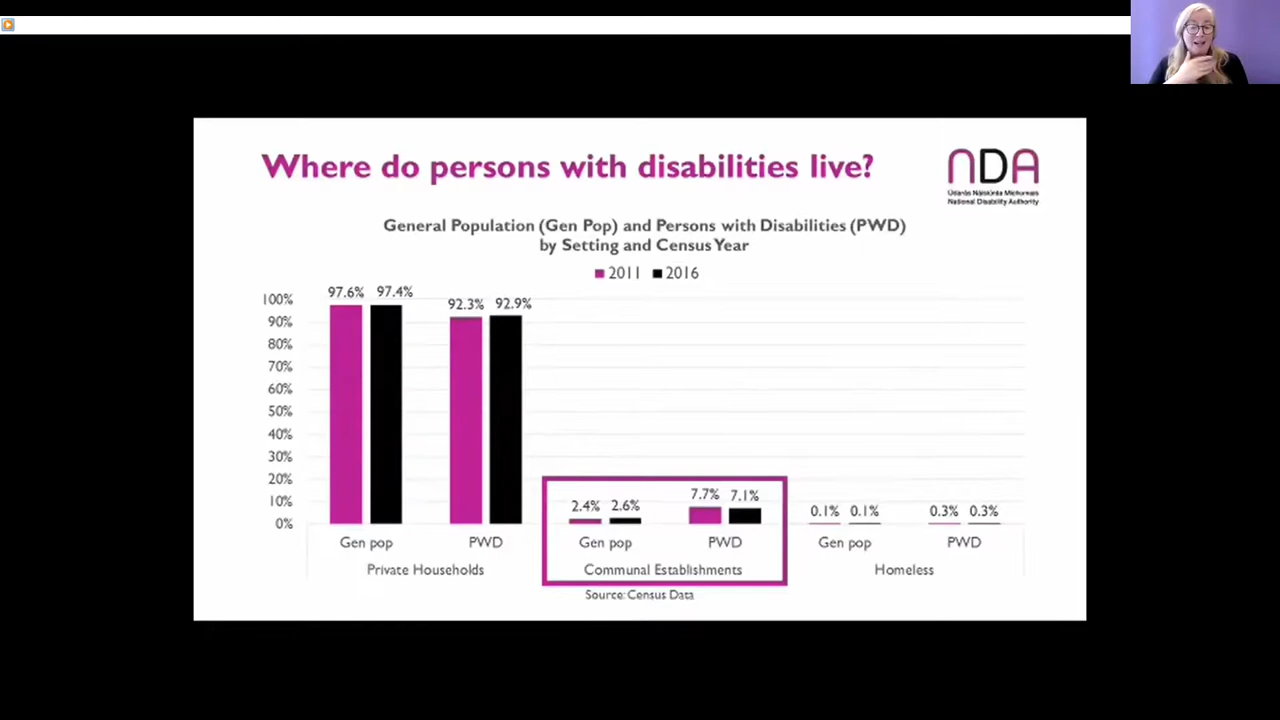 Where do persons with disabilities live?
NDA
Údarás Náisiúnta Míchumais
National Disability Authority
General Population (Gen Pop) and Persons with Disabilities (PWD)
by Setting and Census Year
2011 2016
97.6% 97.4% 92.3% 92.9% 2.4% 2.6% 7.7% 7.1% 0.1% 0.1% 0.3% 0.3%
100%
90%
80%
70%
60%
50%
40%
30%
20%
10%
0%
Gen pop PWD Gen pop PWD Gen pop PWD
Private Households Communal Establishments Homeless
Source: Census Data